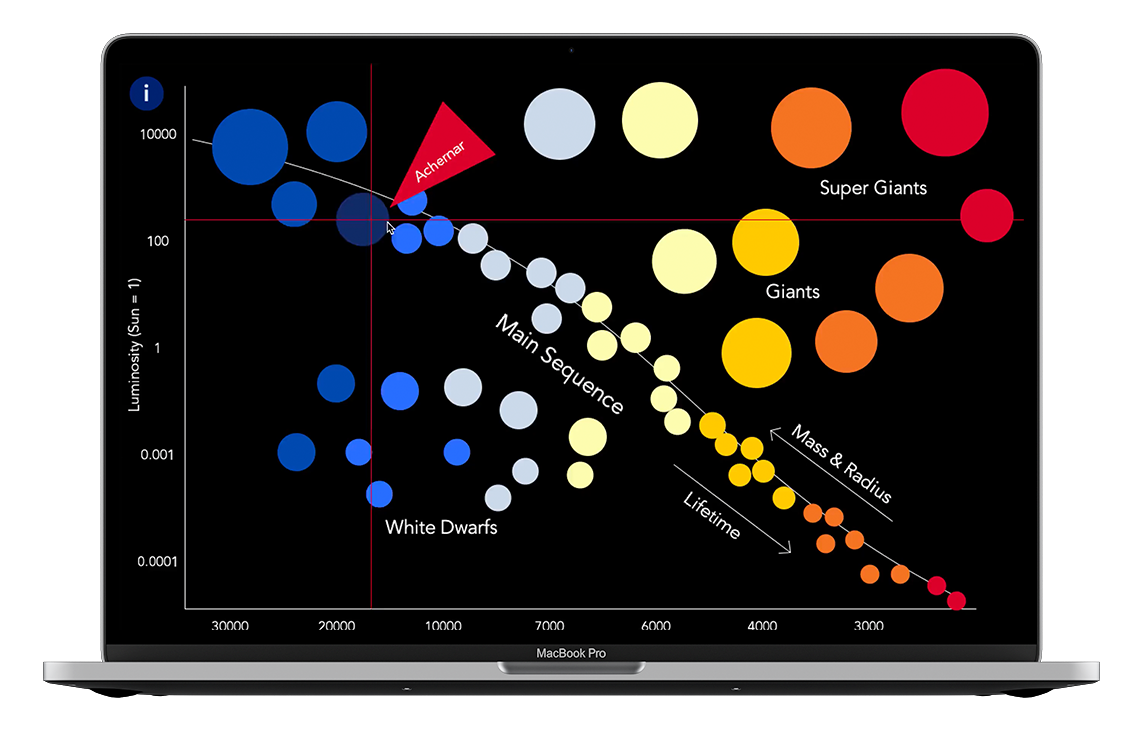 i
10000
100
1
0.001
0.0001
Luminosity (Sun = 1)
Achernar
Super Giants
Giants
Main Sequence
Mass & Radius
Lifetime
White Dwarfs
30000 20000 10000 7000 6000 4000 3000
MacBook Pro